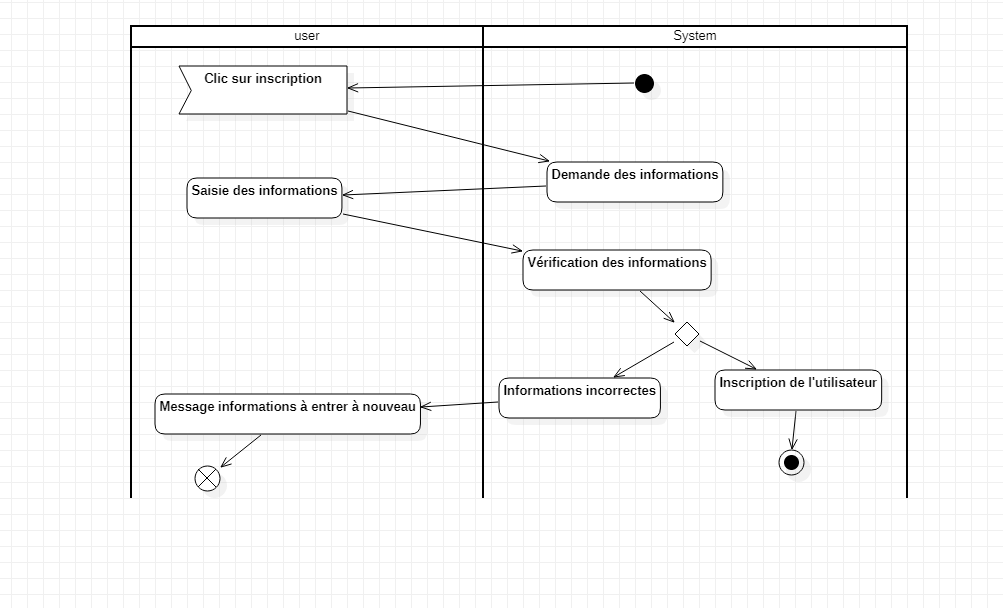 user
System
Clic sur inscription
Demande des informations
Saisie des informations
Vérification des informations
Inscription de l'utilisateur
Informations incorrectes
Message informations à entrer à nouveau